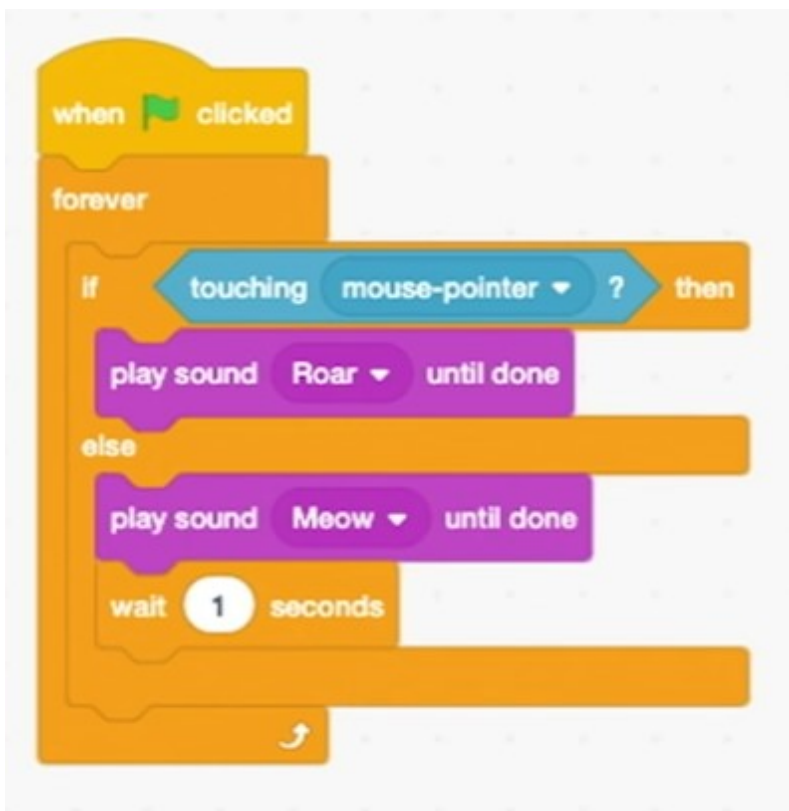 when clicked
forever
if touching mouse-pointer ? then
play sound Roar until done
else
play sound Meow until done
wait 1 seconds